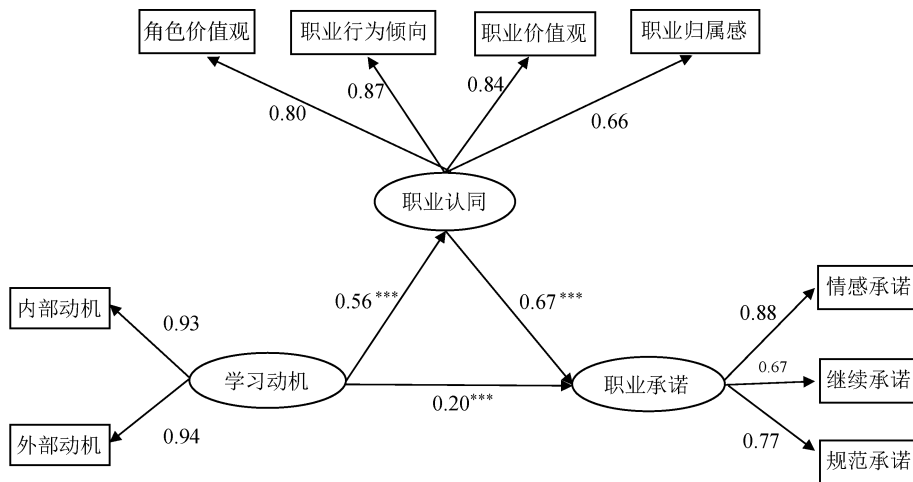 角色价值观
职业行为倾向
职业价值观
职业归属感
0.80
0.87
0.84
0.66
职业认同
0.56***
0.67***
内部动机
0.93
情感承诺
0.88
学习动机
职业承诺
0.67
继续承诺
0.20***
外部动机
0.94
0.77
规范承诺